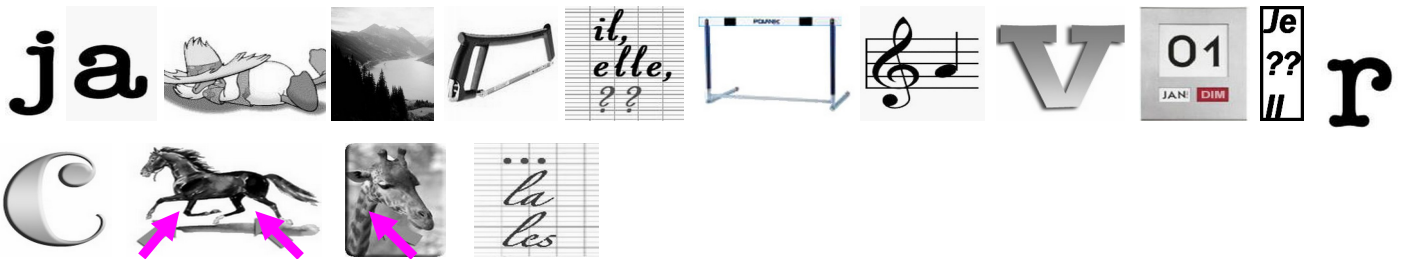 ja il, elle, ?? POLANIK V 01 JAN DIM Je ?? Il r
C ... la les